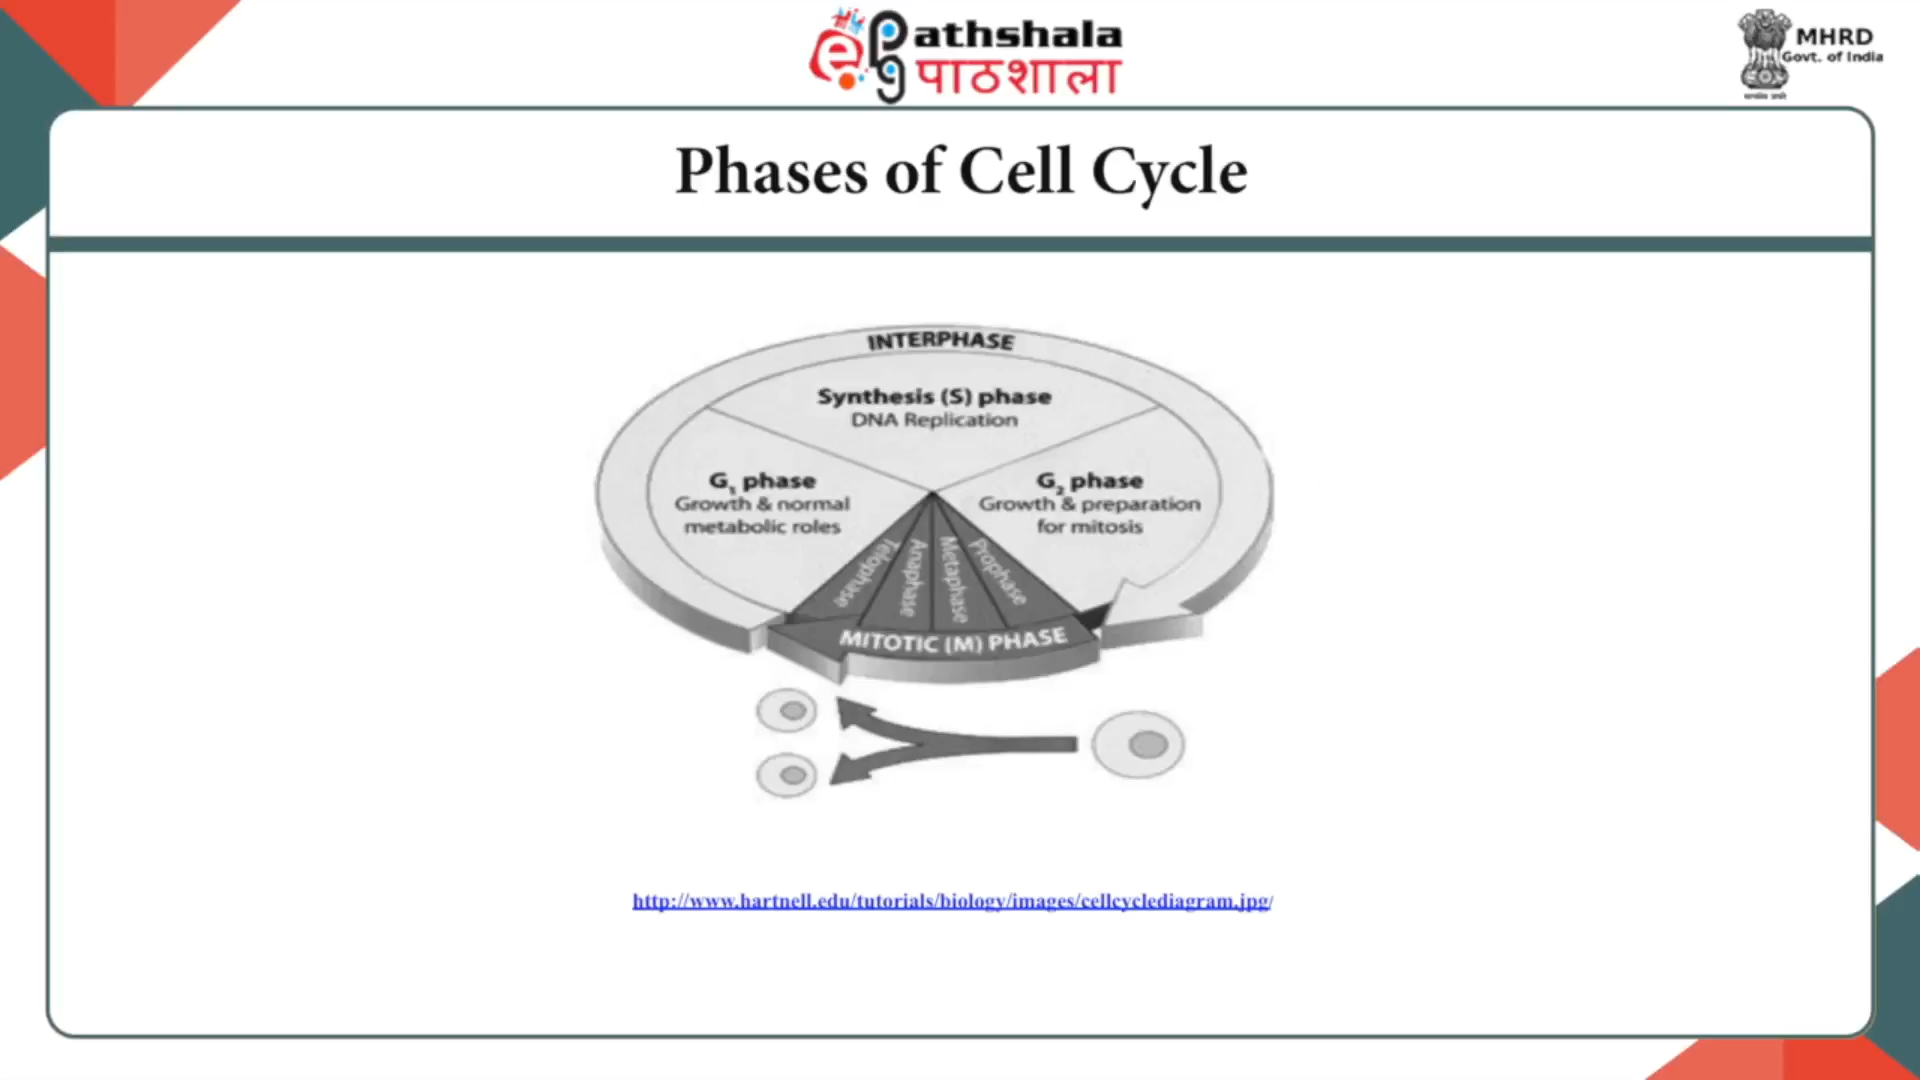 ePathshala
पाठशाला
MHRD
Govt. of India
Phases of Cell Cycle
INTERPHASE
Synthesis (S) phase
DNA Replication
G1 phase
Growth & normal
metabolic roles
G2 phase
Growth & preparation
for mitosis
Telophase
Anaphase
Metaphase
Prophase
MITOTIC (M) PHASE
http://www.hartnell.edu/tutorials/biology/images/cellcyclediagram.jpg/